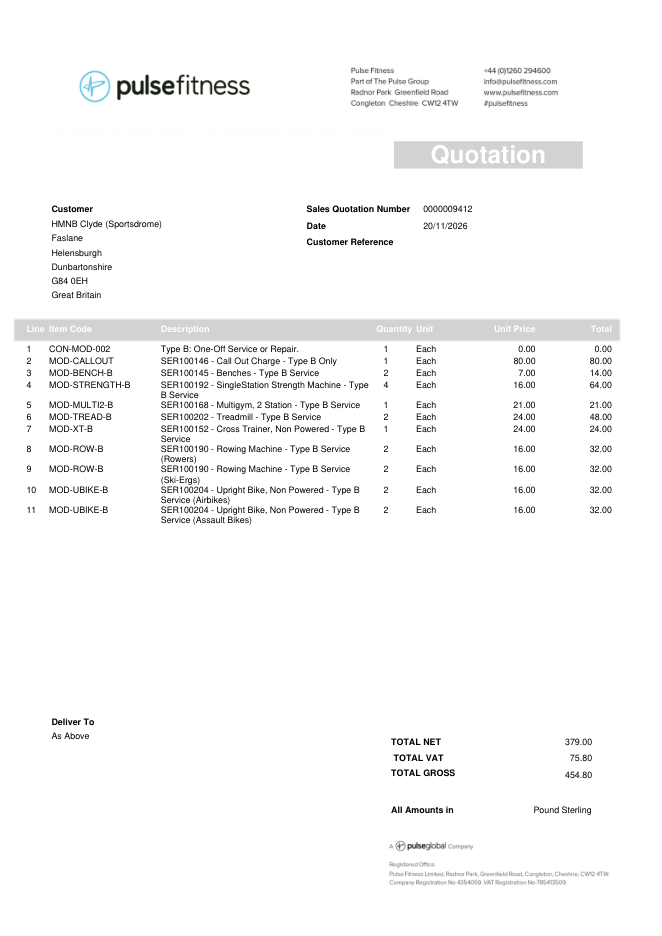 pulsefitness
Pulse Fitness
Part of The Pulse Group
Radnor Park Greenfield Road
Congleton Cheshire CW12 4TW
+44 (0)1260 294600
info@pulsefitness.com
www.pulsefitness.com
#pulsefitness
Quotation
Customer
HMNB Clyde (Sportsdrome)
Faslane
Helensburgh
Dunbartonshire
G84 0EH
Great Britain
Sales Quotation Number 0000009412
Date 20/11/2026
Customer Reference
Line Item Code Description Quantity Unit Unit Price Total
1 CON-MOD-002 Type B: One-Off Service or Repair. 1 Each 0.00 0.00
2 MOD-CALLOUT SER100146 - Call Out Charge - Type B Only 1 Each 80.00 80.00
3 MOD-BENCH-B SER100145 - Benches - Type B Service 2 Each 7.00 14.00
4 MOD-STRENGTH-B SER100192 - SingleStation Strength Machine - Type 4 Each 16.00 64.00
B Service
5 MOD-MULTI2-B SER100168 - Multigym, 2 Station - Type B Service 1 Each 21.00 21.00
6 MOD-TREAD-B SER100202 - Treadmill - Type B Service 2 Each 24.00 48.00
7 MOD-XT-B SER100152 - Cross Trainer, Non Powered - Type B 1 Each 24.00 24.00
Service
8 MOD-ROW-B SER100190 - Rowing Machine - Type B Service 2 Each 16.00 32.00
(Rowers)
9 MOD-ROW-B SER100190 - Rowing Machine - Type B Service 2 Each 16.00 32.00
(Ski-Ergs)
10 MOD-UBIKE-B SER100204 - Upright Bike, Non Powered - Type B 2 Each 16.00 32.00
Service (Airbikes)
11 MOD-UBIKE-B SER100204 - Upright Bike, Non Powered - Type B 2 Each 16.00 32.00
Service (Assault Bikes)
Deliver To
As Above
TOTAL NET 379.00
TOTAL VAT 75.80
TOTAL GROSS 454.80
All Amounts in Pound Sterling
A pulseglobal Company
Registered Office
Pulse Fitness Limited, Radnor Park, Greenfield Road, Congleton, Cheshire, CW12 4TW.
Company Registration No 4354059. VAT Registration No 785413509.